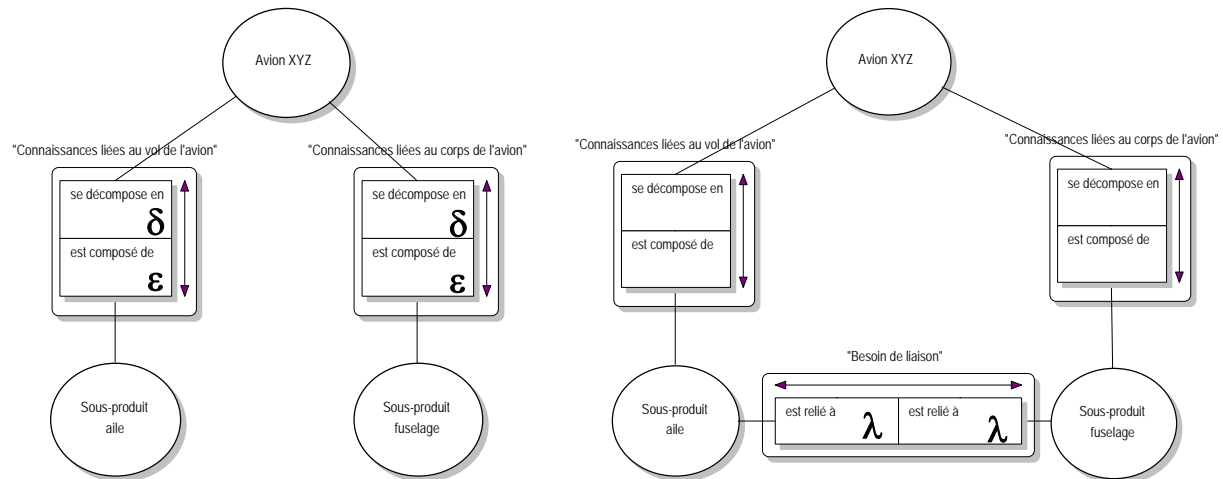 Avion XYZ
"Connaissances liées au vol de l'avion"
"Connaissances liées au corps de l'avion"
se décompose en
δ
est composé de
ε
se décompose en
δ
est composé de
ε
Sous-produit
aile
Sous-produit
fuselage
Avion XYZ
"Connaissances liées au vol de l'avion"
"Connaissances liées au corps de l'avion"
se décompose en
est composé de
se décompose en
est composé de
"Besoin de liaison"
Sous-produit
aile
est relié à
λ
est relié à
λ
Sous-produit
fuselage